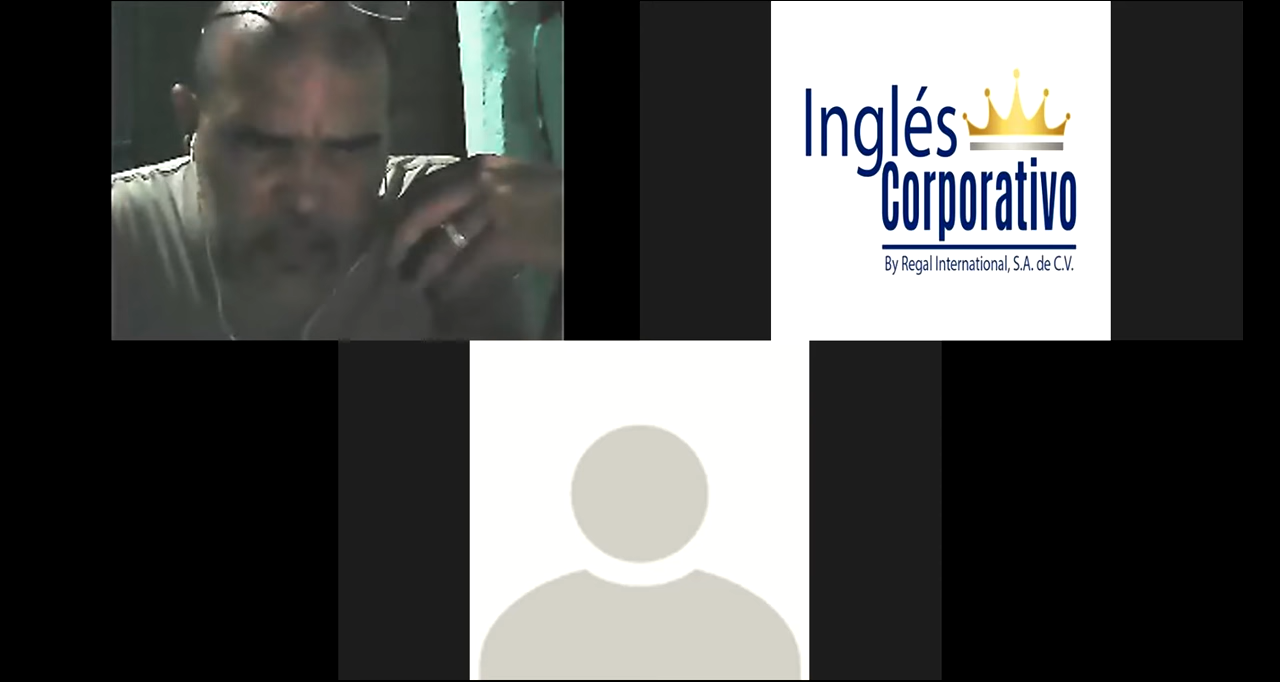 Inglés
Corporativo
By Regal International, S.A. de C.V.